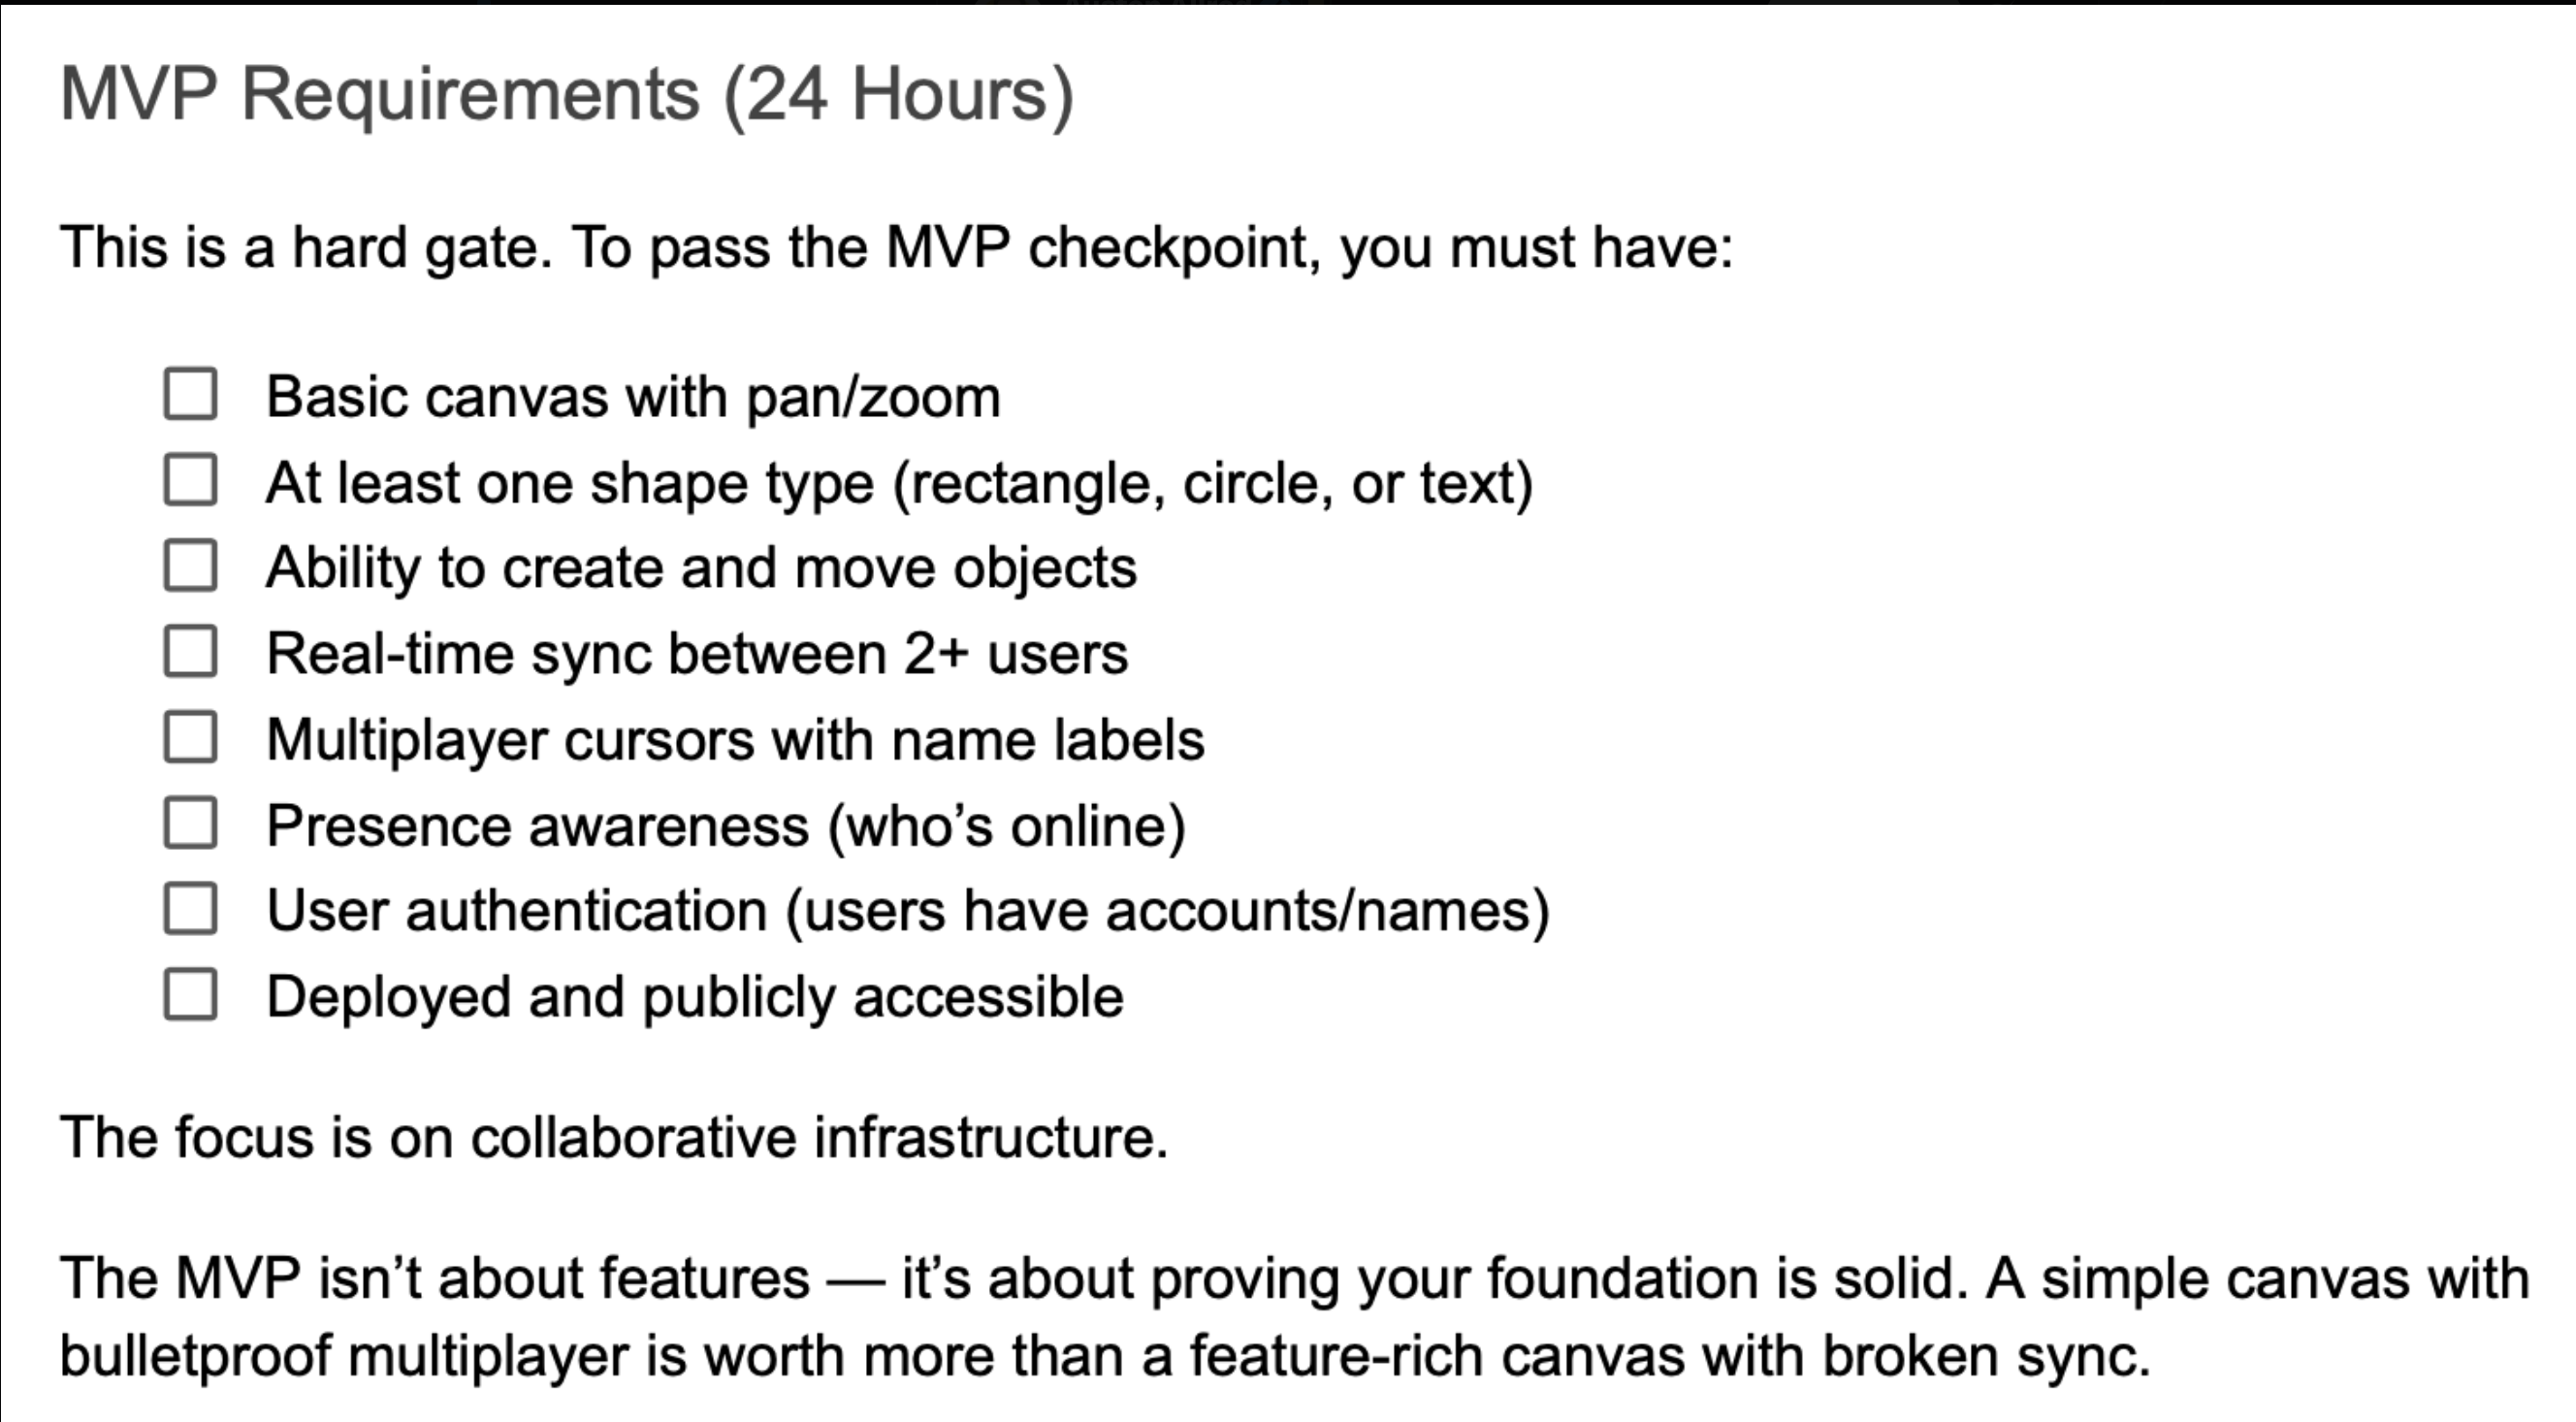 MVP Requirements (24 Hours)
This is a hard gate. To pass the MVP checkpoint, you must have:
Basic canvas with pan/zoom
At least one shape type (rectangle, circle, or text)
Ability to create and move objects
Real-time sync between 2+ users
Multiplayer cursors with name labels
Presence awareness (who’s online)
User authentication (users have accounts/names)
Deployed and publicly accessible
The focus is on collaborative infrastructure.
The MVP isn’t about features — it’s about proving your foundation is solid. A simple canvas with
bulletproof multiplayer is worth more than a feature-rich canvas with broken sync.